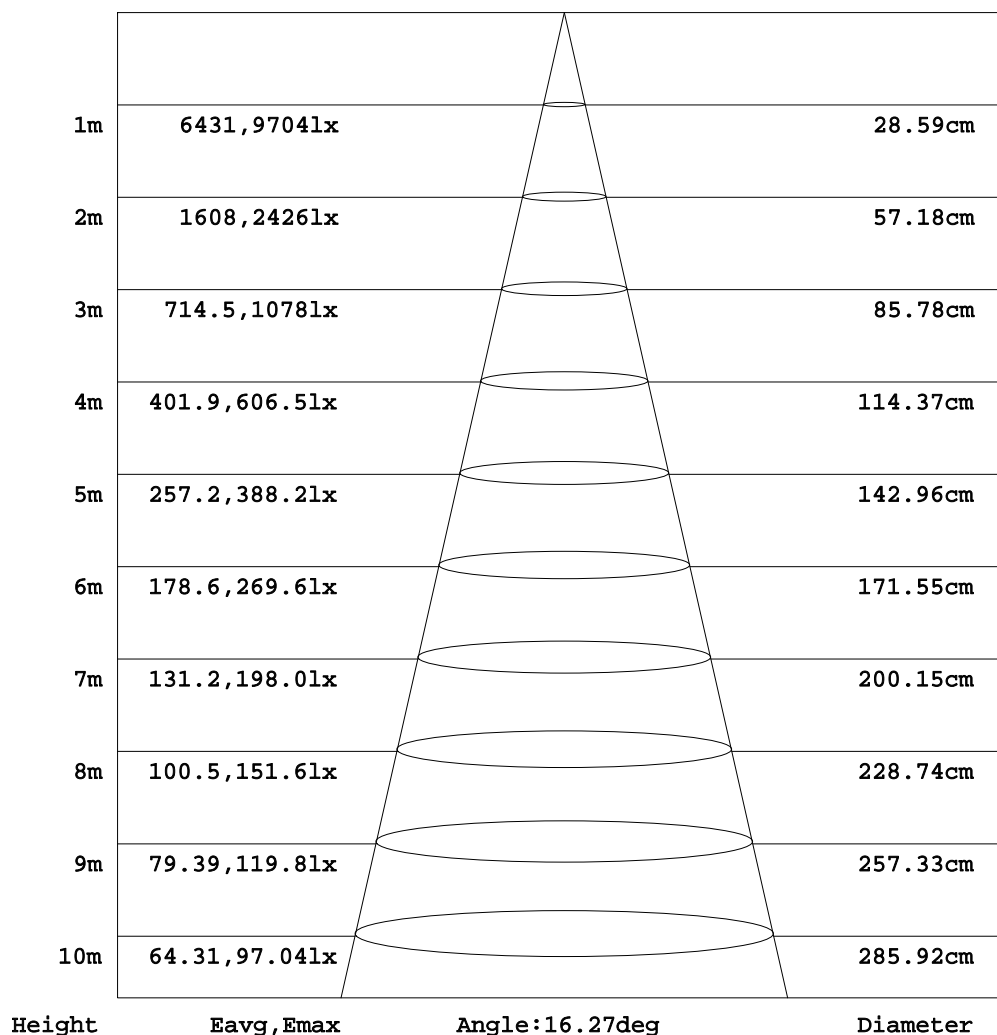 1m 6431,9704lx 28.59cm
2m 1608,2426lx 57.18cm
3m 714.5,1078lx 85.78cm
4m 401.9,606.5lx 114.37cm
5m 257.2,388.2lx 142.96cm
6m 178.6,269.6lx 171.55cm
7m 131.2,198.0lx 200.15cm
8m 100.5,151.6lx 228.74cm
9m 79.39,119.8lx 257.33cm
10m 64.31,97.04lx 285.92cm
Height Eavg,Emax Angle:16.27deg Diameter